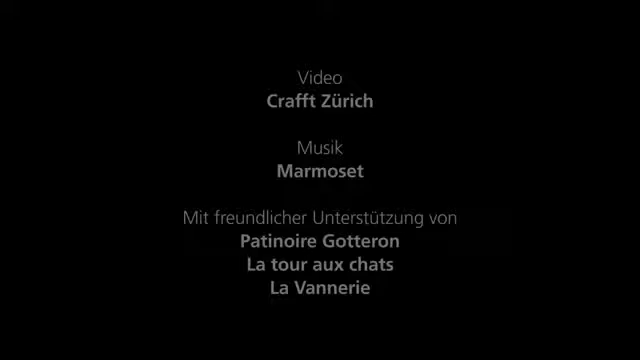 Video
Crafft Zürich
Musik
Marmoset
Mit freundlicher Unterstützung von
Patinoire Gotteron
La tour aux chats
La Vannerie